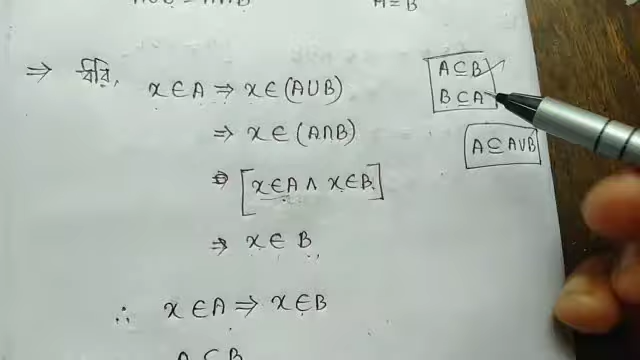 A∪B = A∩B A = B
⇒ ধরি, x∈A ⇒ x∈(A∪B)
⇒ x∈(A∩B)
⇒ [x∈A ∧ x∈B]
⇒ x∈B
∴ x∈A ⇒ x∈B
A⊆B
A⊆B
B⊆A
A⊆A∪B